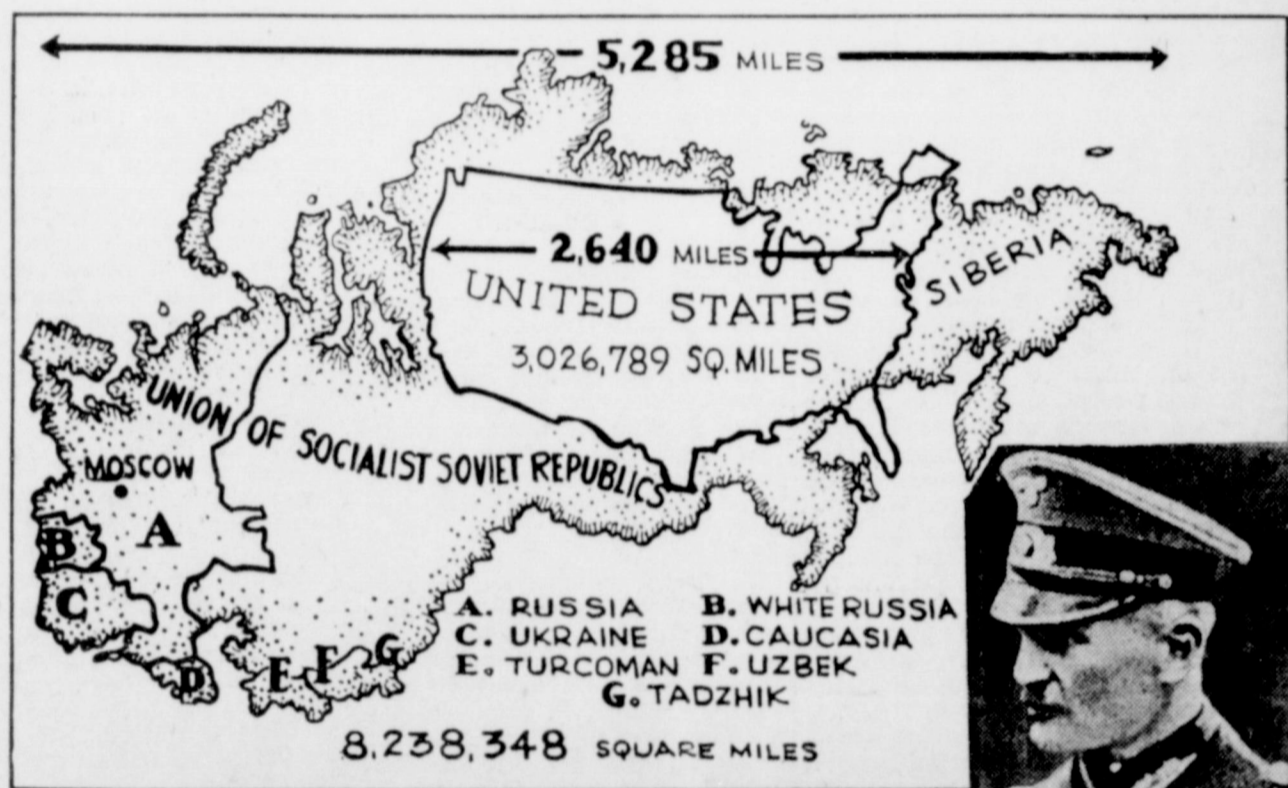 5,285 MILES
2,640 MILES
UNITED STATES
3,026,789 SQ. MILES
SIBERIA
UNION OF SOCIALIST SOVIET REPUBLICS
MOSCOW
A
B
C
D
E
F
G
A. RUSSIA B. WHITE RUSSIA
C. UKRAINE D. CAUCASIA
E. TURCOMAN F. UZBEK
G. TADZHIK
8,238,348 SQUARE MILES